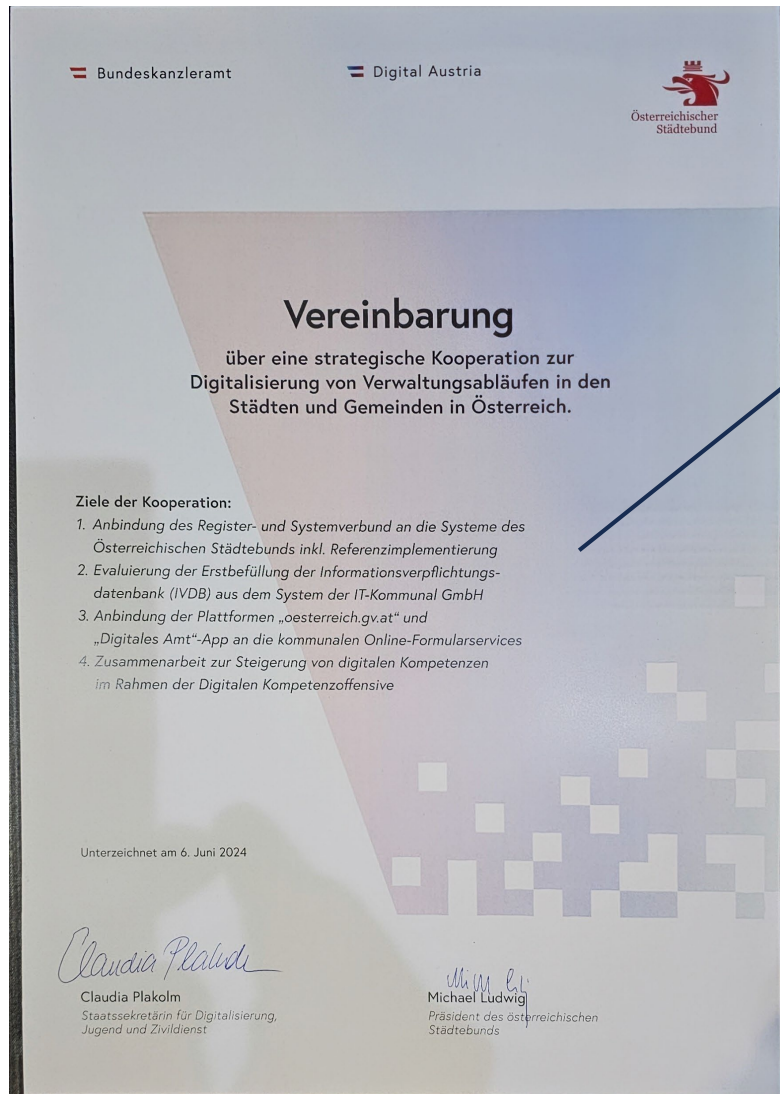 Bundeskanzleramt
Digital Austria
Österreichischer
Städtebund
Vereinbarung
über eine strategische Kooperation zur
Digitalisierung von Verwaltungsabläufen in den
Städten und Gemeinden in Österreich.
Ziele der Kooperation:
1. Anbindung des Register- und Systemverbund an die Systeme des
Österreichischen Städtebunds inkl. Referenzimplementierung
2. Evaluierung der Erstbefüllung der Informationsverpflichtungs-
datenbank (IVDB) aus dem System der IT-Kommunal GmbH
3. Anbindung der Plattformen „oesterreich.gv.at“ und
„Digitales Amt“-App an die kommunalen Online-Formularservices
4. Zusammenarbeit zur Steigerung von digitalen Kompetenzen
im Rahmen der Digitalen Kompetenzoffensive
Unterzeichnet am 6. Juni 2024
Claudia Plakolm
Claudia Plakolm
Staatssekretärin für Digitalisierung,
Jugend und Zivildienst
Michael Ludwig
Präsident des österreichischen
Städtebunds